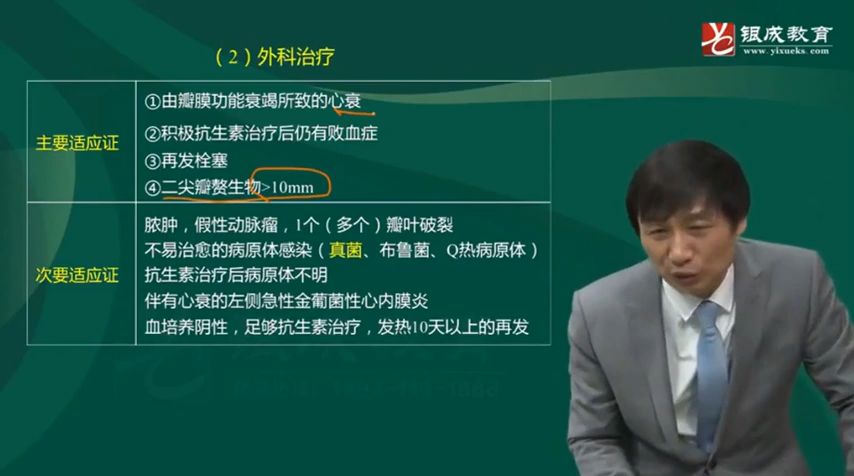 银成教育
www.yixueks.com
（2）外科治疗
主要适应证
①由瓣膜功能衰竭所致的心衰
②积极抗生素治疗后仍有败血症
③再发栓塞
④二尖瓣赘生物>10mm
次要适应证
脓肿，假性动脉瘤，1个（多个）瓣叶破裂
不易治愈的病原体感染（真菌、布鲁菌、Q热病原体）
抗生素治疗后病原体不明
伴有心衰的左侧急性金葡菌性心内膜炎
血培养阴性，足够抗生素治疗，发热10天以上的再发
银成教育